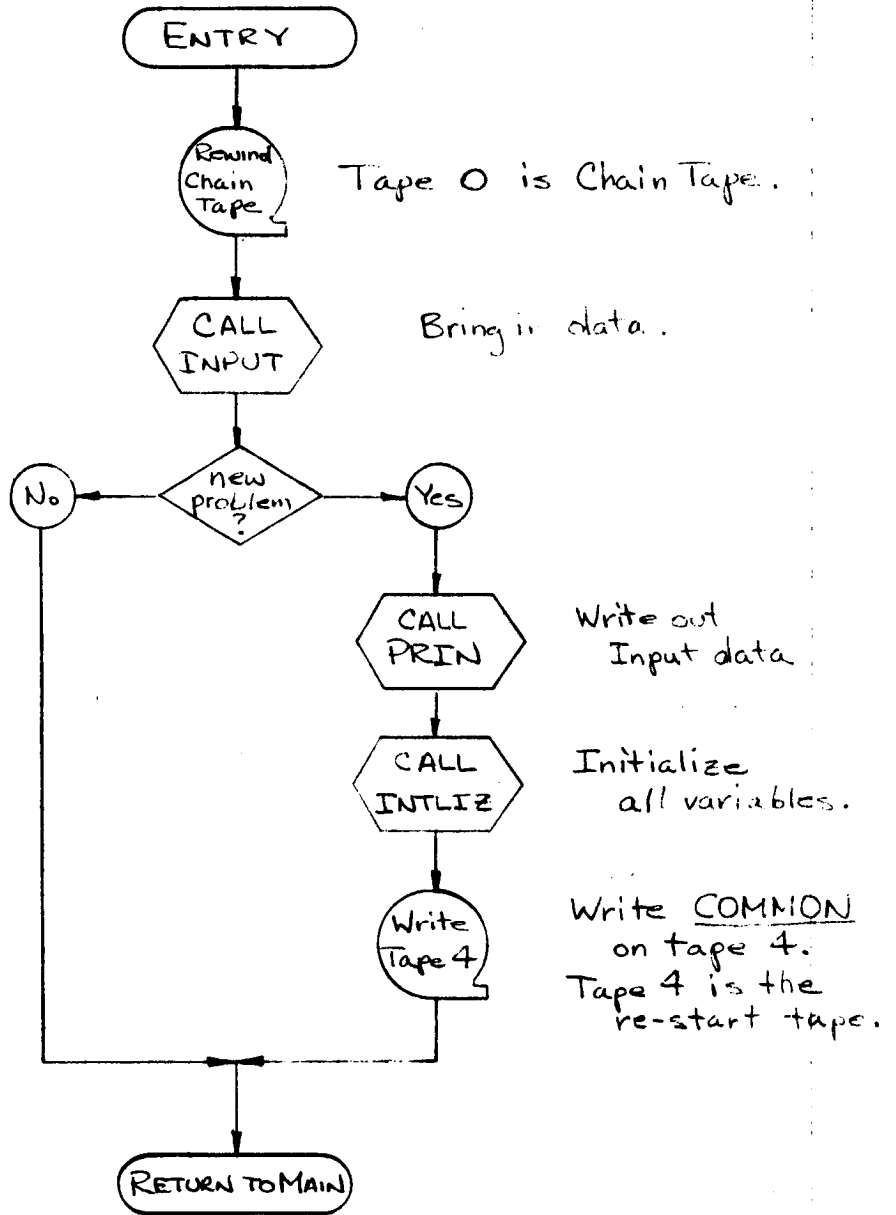 ENTRY
Rewind
Chain
Tape
Tape 0 is Chain Tape.
CALL
INPUT
Bring in data.
new
problem
?
No
Yes
CALL
PRIN
Write out
Input data
CALL
INTLIZ
Initialize
all variables.
Write
Tape 4
Write COMMON
on tape 4.
Tape 4 is the
re-start tape.
RETURN TO MAIN